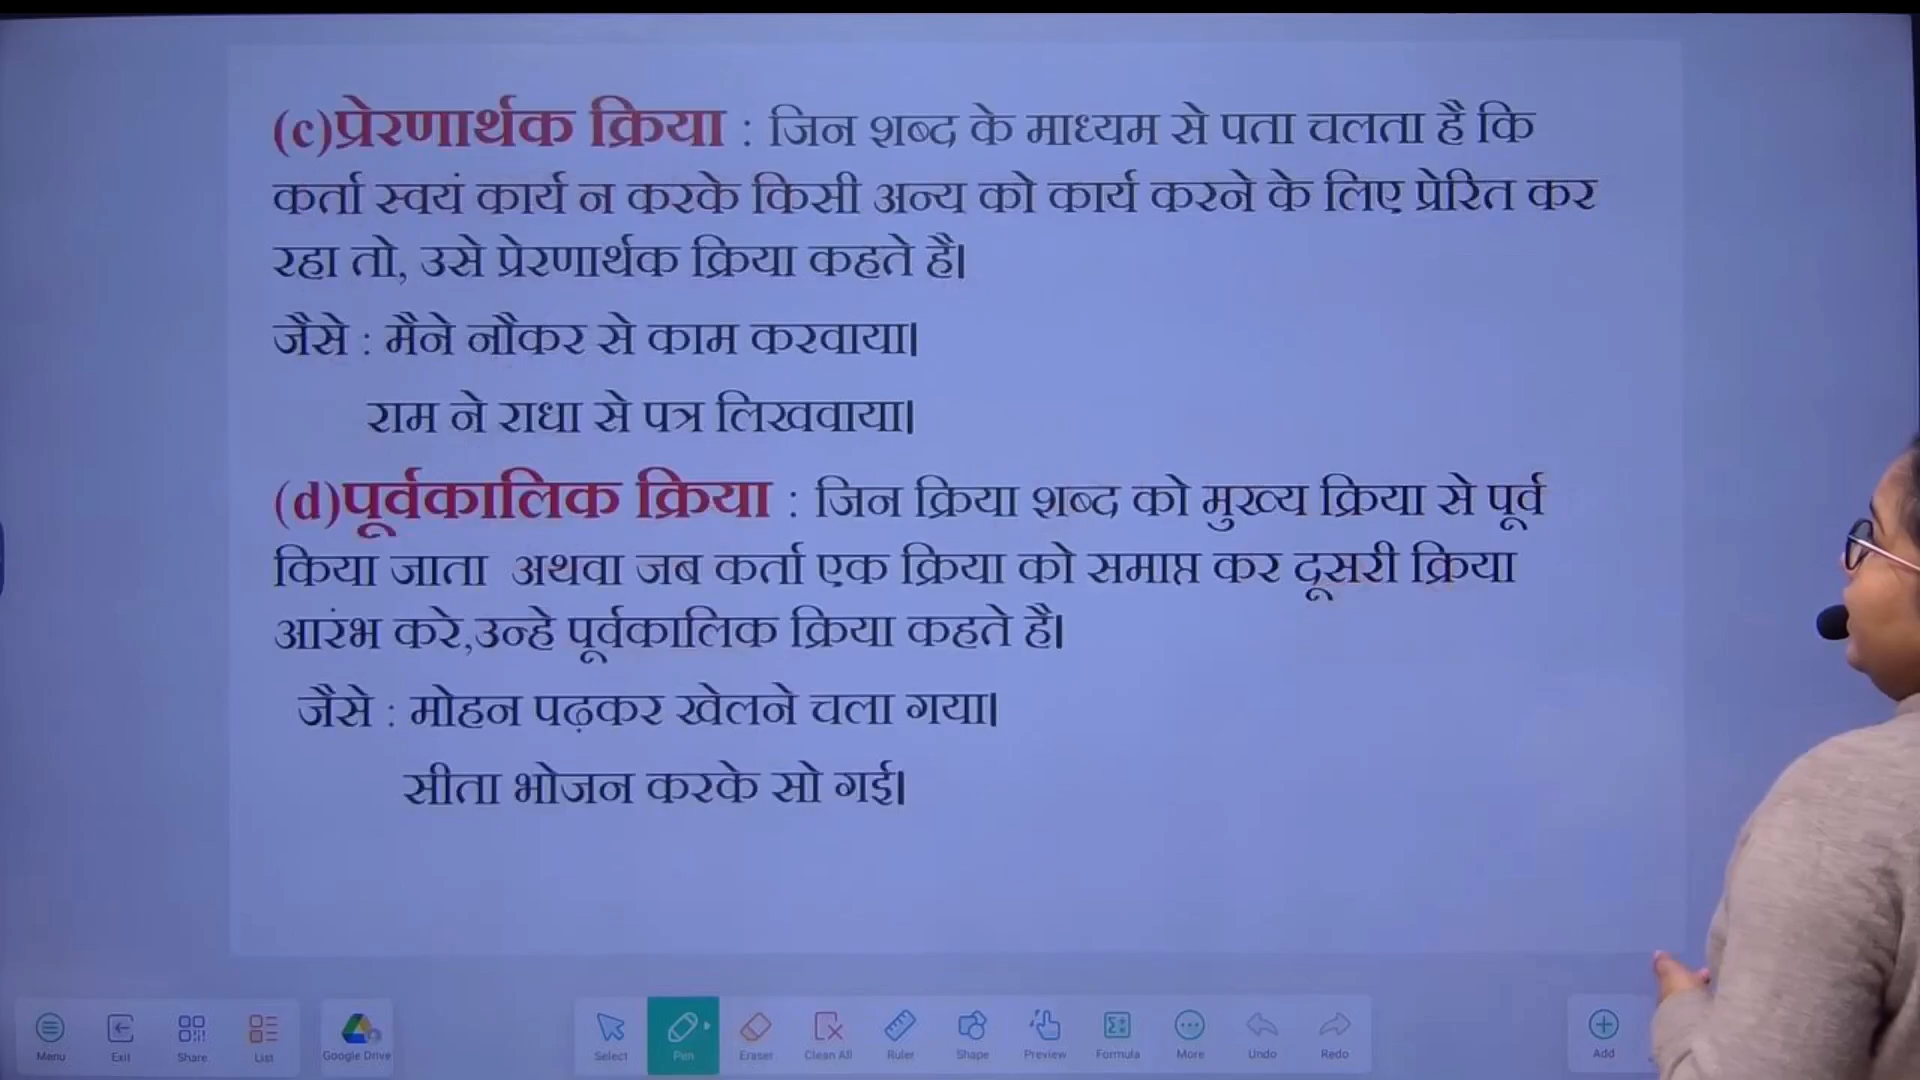 (c)प्रेरणार्थक क्रिया : जिन शब्द के माध्यम से पता चलता है कि
कर्ता स्वयं कार्य न करके किसी अन्य को कार्य करने के लिए प्रेरित कर
रहा तो, उसे प्रेरणार्थक क्रिया कहते है।
जैसे : मैने नौकर से काम करवाया।
राम ने राधा से पत्र लिखवाया।
(d)पूर्वकालिक क्रिया : जिन क्रिया शब्द को मुख्य क्रिया से पूर्व
किया जाता अथवा जब कर्ता एक क्रिया को समाप्त कर दूसरी क्रिया
आरंभ करे,उन्हे पूर्वकालिक क्रिया कहते है।
जैसे : मोहन पढ़कर खेलने चला गया।
सीता भोजन करके सो गई।
Menu Exit Share List Google Drive Select Pen Eraser Clean All Ruler Shape Preview Formula More Undo Redo Add